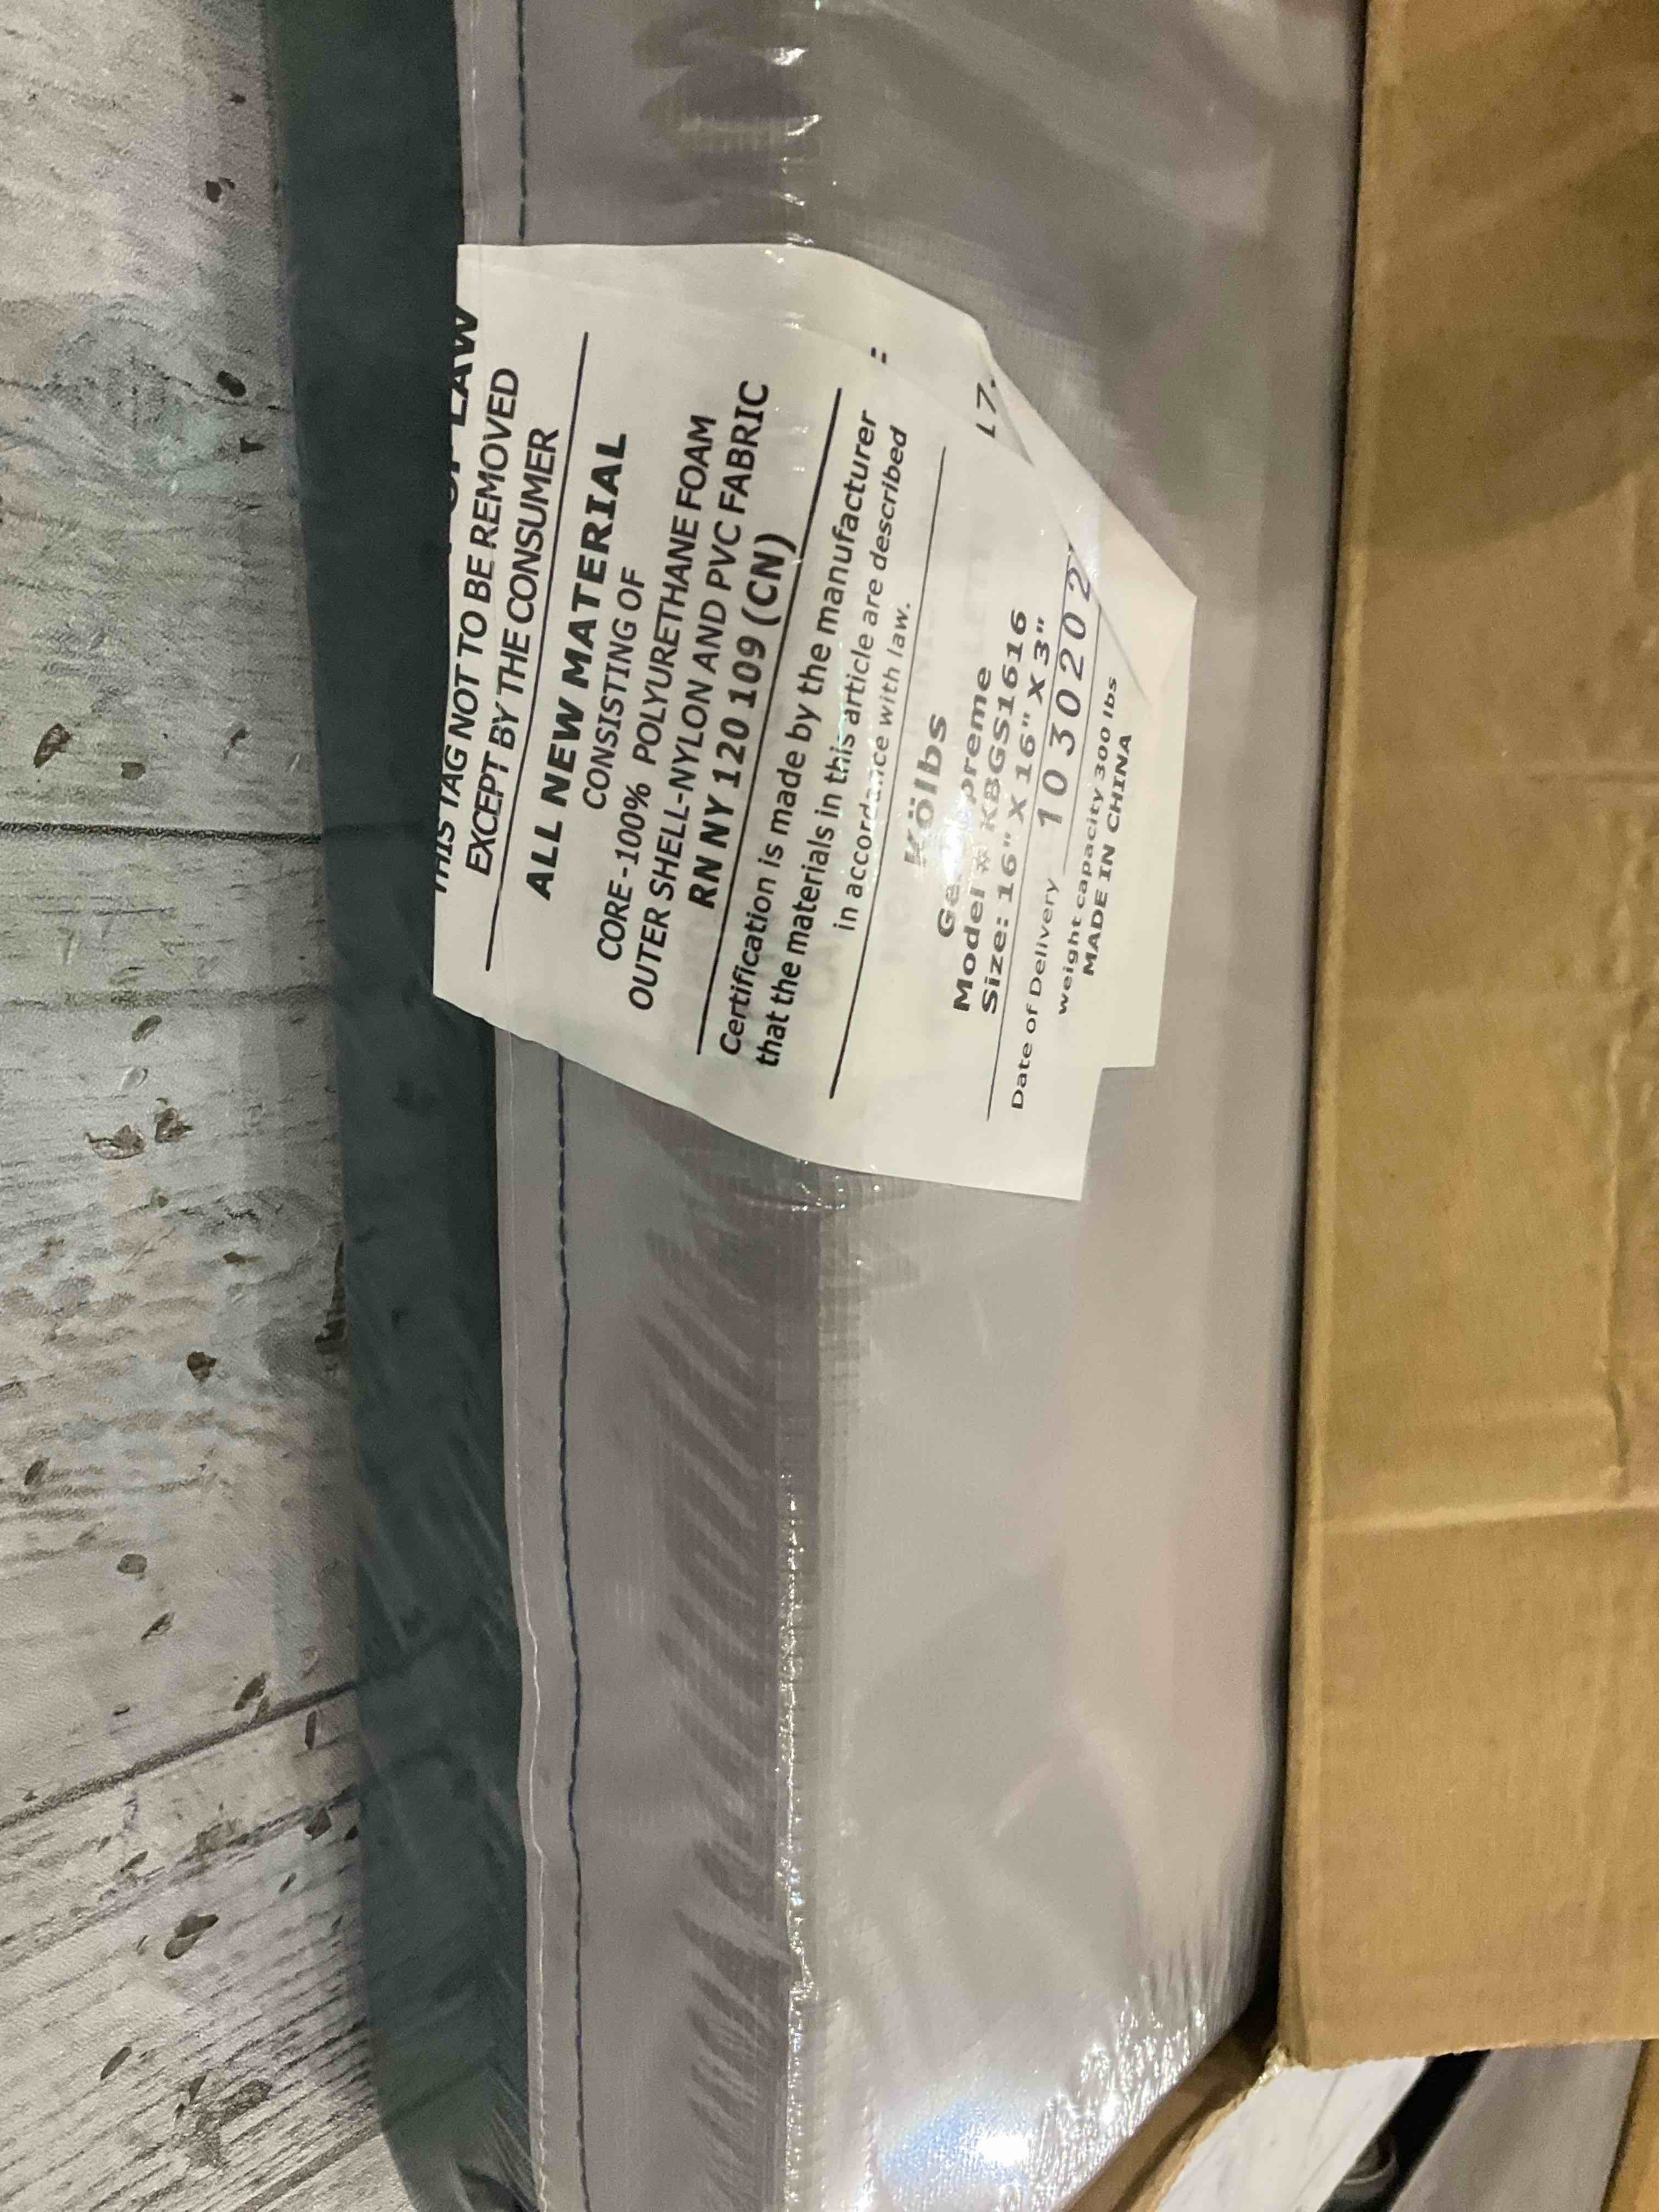 LAW
THIS TAG NOT TO BE REMOVED
EXCEPT BY THE CONSUMER
ALL NEW MATERIAL
CONSISTING OF
CORE-100% POLYURETHANE FOAM
OUTER SHELL-NYLON AND PVC FABRIC
RN NY 120 109 (CN)
Certification is made by the manufacturer
that the materials in this article are described
in accordance with law.
Kölbs
Model # KBGS1616
Size: 16" X 16" X 3"
Date of Delivery 1030202
weight capacity 300 lbs
MADE IN CHINA